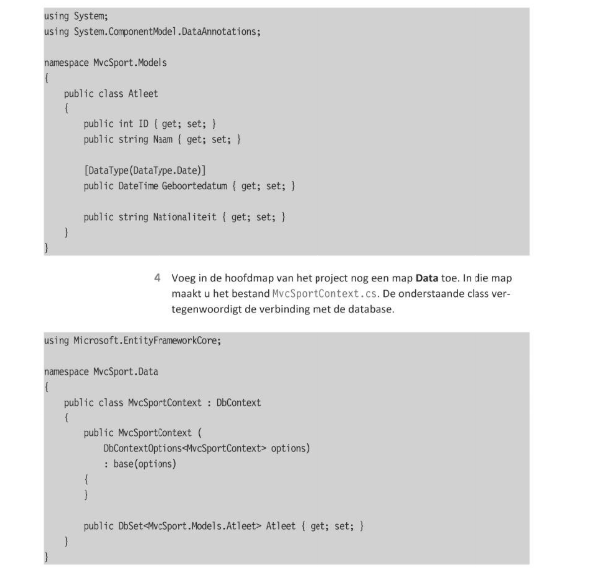 using System;
using System.ComponentModel.DataAnnotations;
namespace MvcSport.Models
{
public class Atleet
{
public int ID { get; set; }
public string Naam { get; set; }
[DataType(DataType.Date)]
public DateTime Geboortedatum { get; set; }
public string Nationaliteit { get; set; }
}
}
4 Voeg in de hoofdmap van het project nog een map Data toe. In die map
maakt u het bestand MvcSportContext.cs. De onderstaande class ver-
tegenwoordigt de verbinding met de database.
using Microsoft.EntityFrameworkCore;
namespace MvcSport.Data
{
public class MvcSportContext : DbContext
{
public MvcSportContext (
DbContextOptions<MvcSportContext> options)
: base(options)
{
}
public DbSet<MvcSport.Models.Atleet> Atleet { get; set; }
}
}